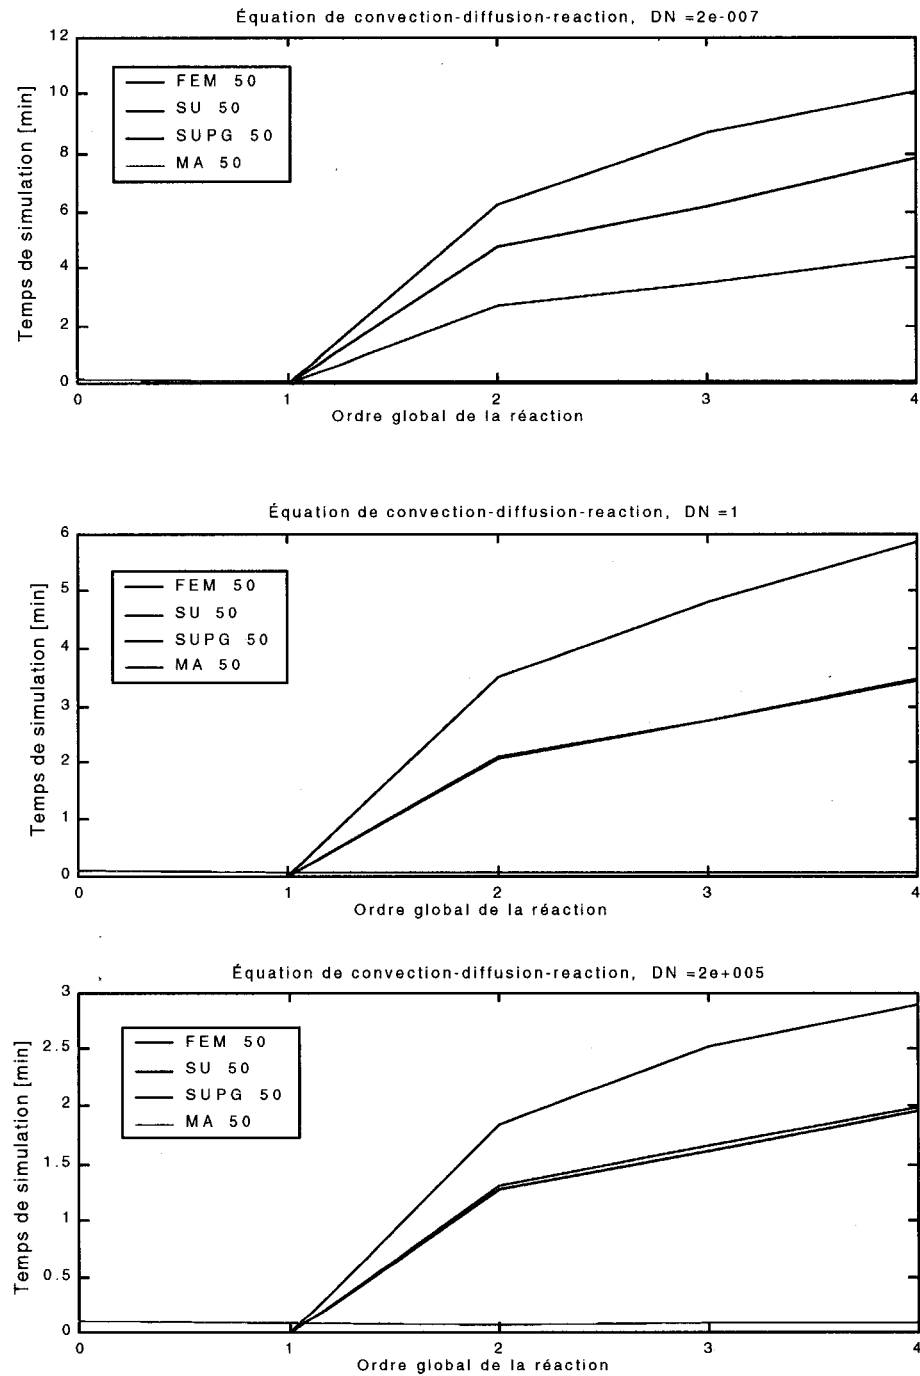 Équation de convection-diffusion-reaction, DN =2e-007
12
10
8
6
4
2
0
Temps de simulation [min]
FEM 50
SU 50
SUPG 50
MA 50
0 1 2 3 4
Ordre global de la réaction
Équation de convection-diffusion-reaction, DN =1
6
5
4
3
2
1
0
Temps de simulation [min]
FEM 50
SU 50
SUPG 50
MA 50
0 1 2 3 4
Ordre global de la réaction
Équation de convection-diffusion-reaction, DN =2e+005
3
2.5
2
1.5
1
0.5
0
Temps de simulation [min]
FEM 50
SU 50
SUPG 50
MA 50
0 1 2 3 4
Ordre global de la réaction